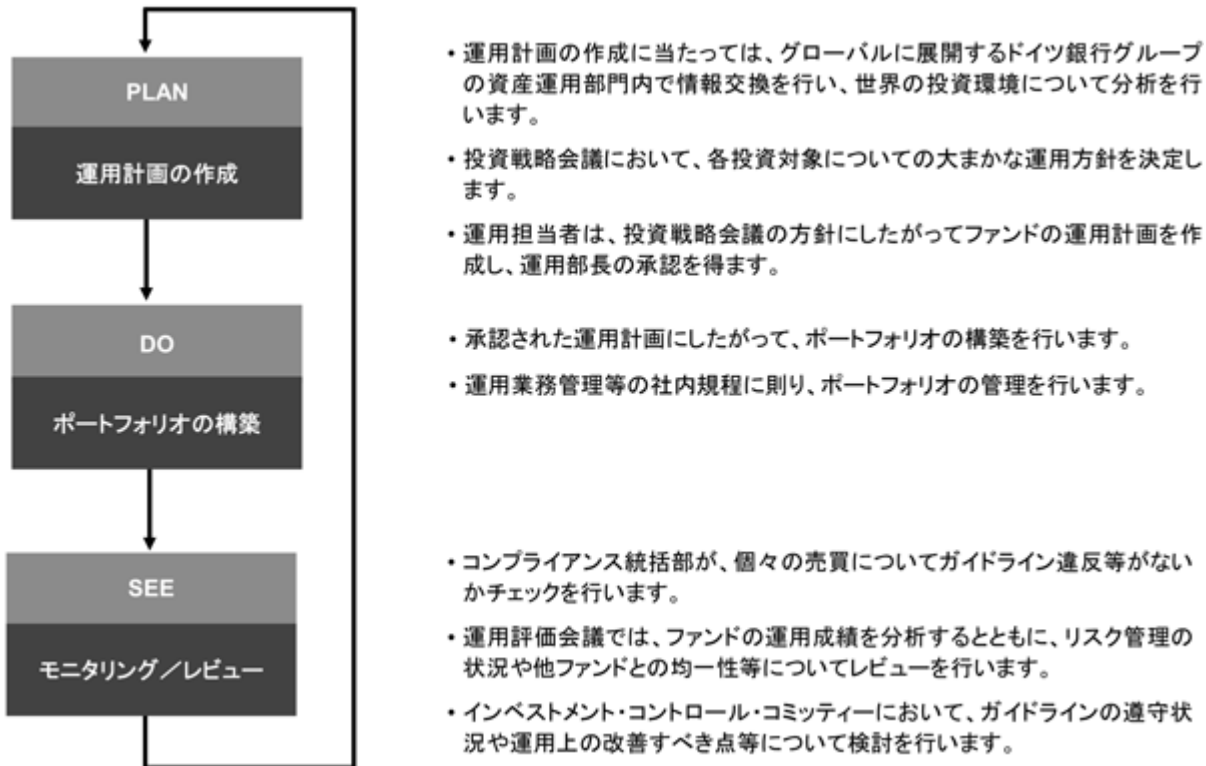 PLAN
運用計画の作成
・運用計画の作成に当たっては、グローバルに展開するドイツ銀行グループ
の資産運用部門内で情報交換を行い、世界の投資環境について分析を行
います。
・投資戦略会議において、各投資対象についての大まかな運用方針を決定し
ます。
・運用担当者は、投資戦略会議の方針にしたがってファンドの運用計画を作
成し、運用部長の承認を得ます。
DO
ポートフォリオの構築
・承認された運用計画にしたがって、ポートフォリオの構築を行います。
・運用業務管理等の社内規程に則り、ポートフォリオの管理を行います。
SEE
モニタリング／レビュー
・コンプライアンス統括部が、個々の売買についてガイドライン違反等がない
かチェックを行います。
・運用評価会議では、ファンドの運用成績を分析するとともに、リスク管理の
状況や他ファンドとの均一性等についてレビューを行います。
・インベストメント・コントロール・コミッティーにおいて、ガイドラインの遵守状
況や運用上の改善すべき点等について検討を行います。